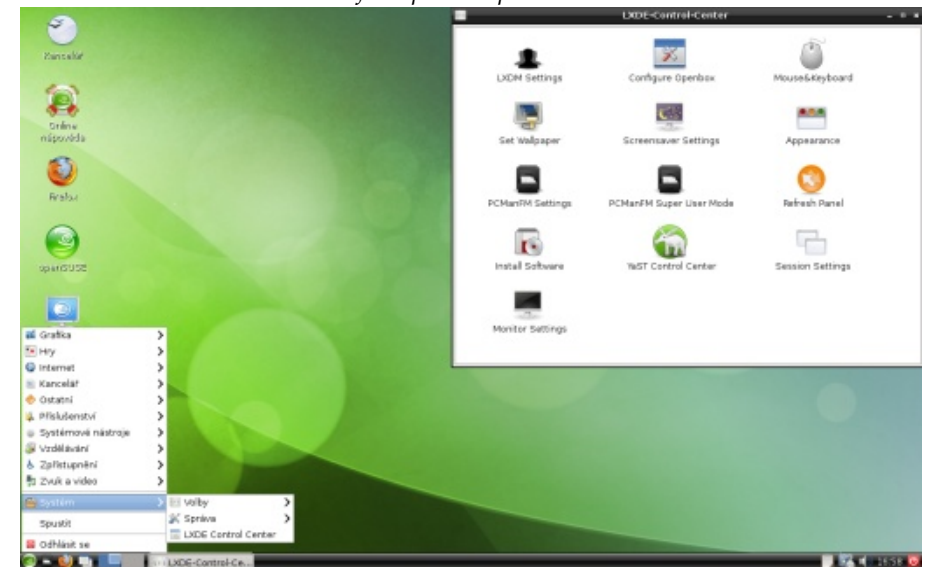 Kancelář
Online
nápověda
Firefox
openSUSE
LXDE-Control-Center
LXDM Settings
Configure Openbox
Mouse&Keyboard
Set Wallpaper
Screensaver Settings
Appearance
PCManFM Settings
PCManFM Super User Mode
Refresh Panel
Install Software
YaST Control Center
Session Settings
Monitor Settings
Grafika
Hry
Internet
Kancelář
Ostatní
Příslušenství
Systémové nástroje
Vzdělávání
Zpřístupnění
Zvuk a video
Systém
Spustit
Odhlásit se
Volby
Správa
LXDE Control Center
LXDE-Control-Ce...
16:58